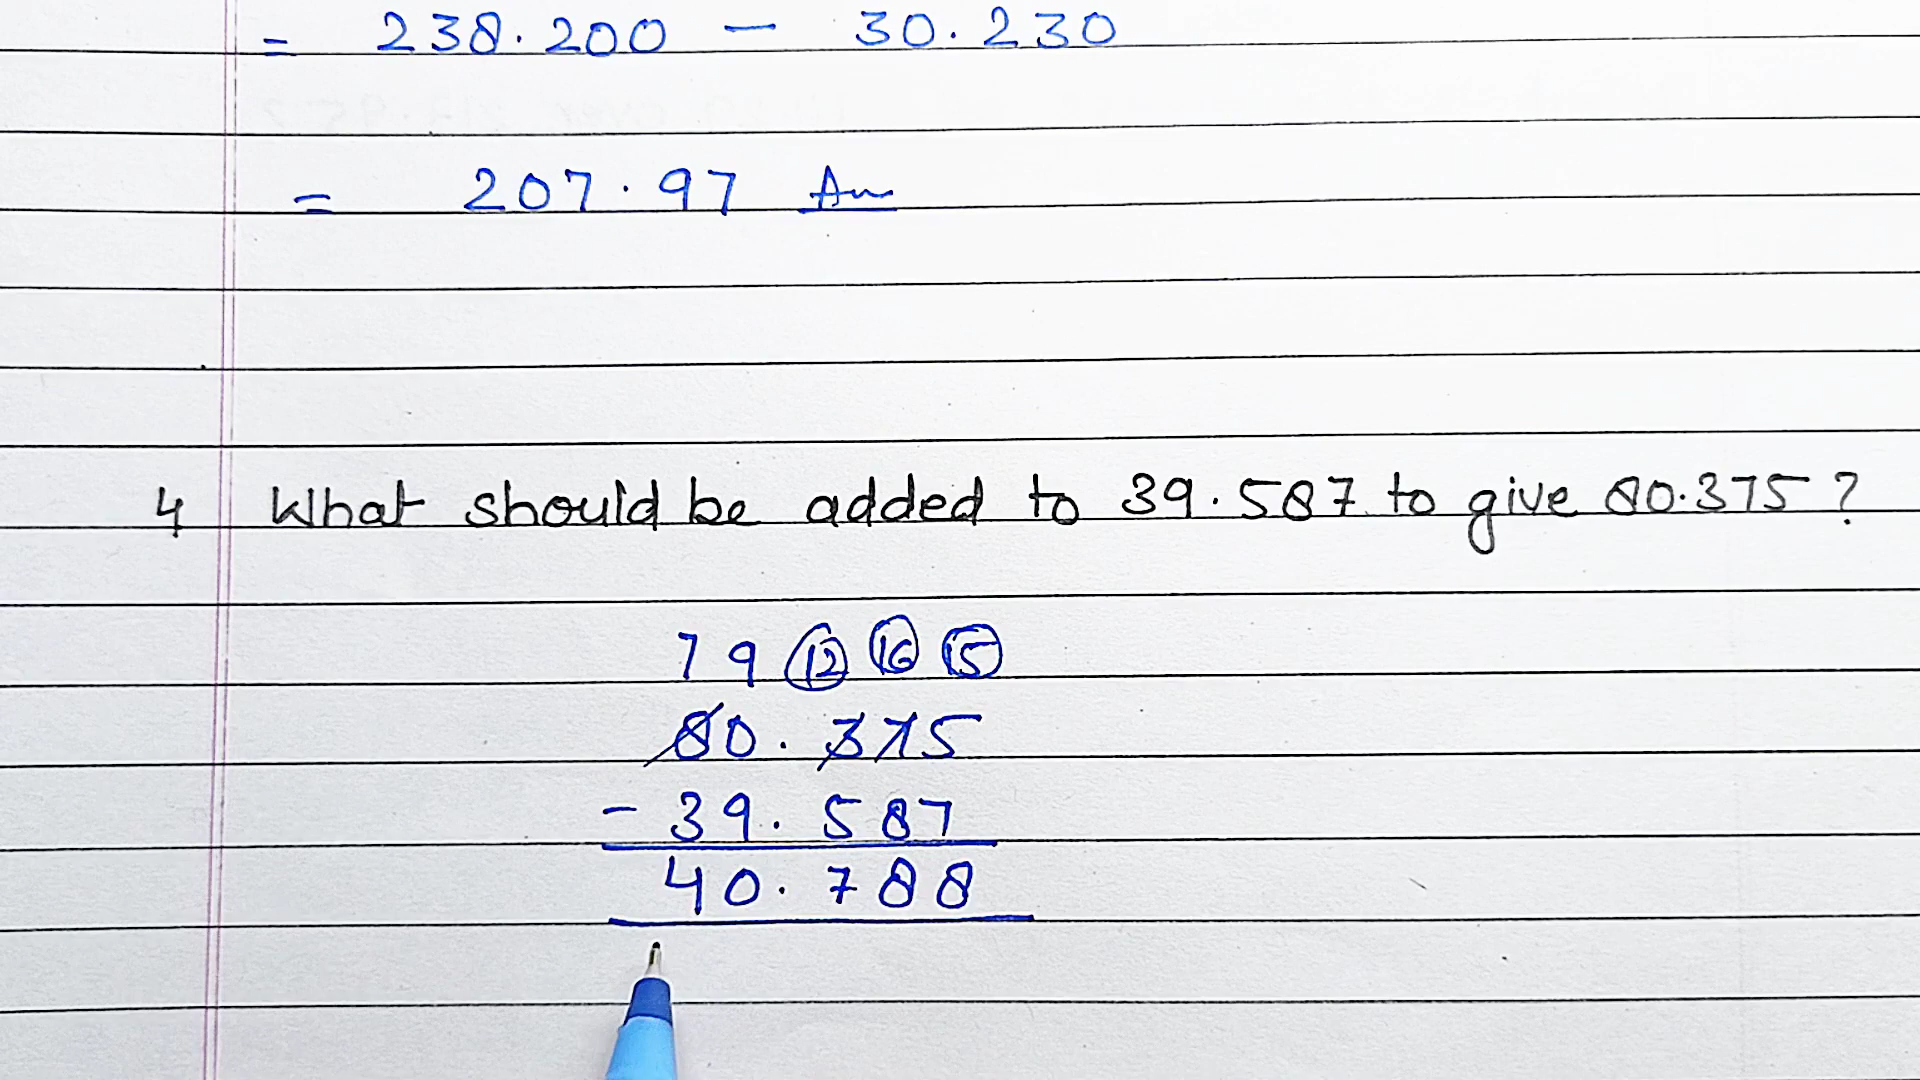 = 238.200 - 30.230
= 207.97 Ans
4 What should be added to 39.587 to give 80.375?
7 9 12 16 15
80.375
- 39.587
40.788